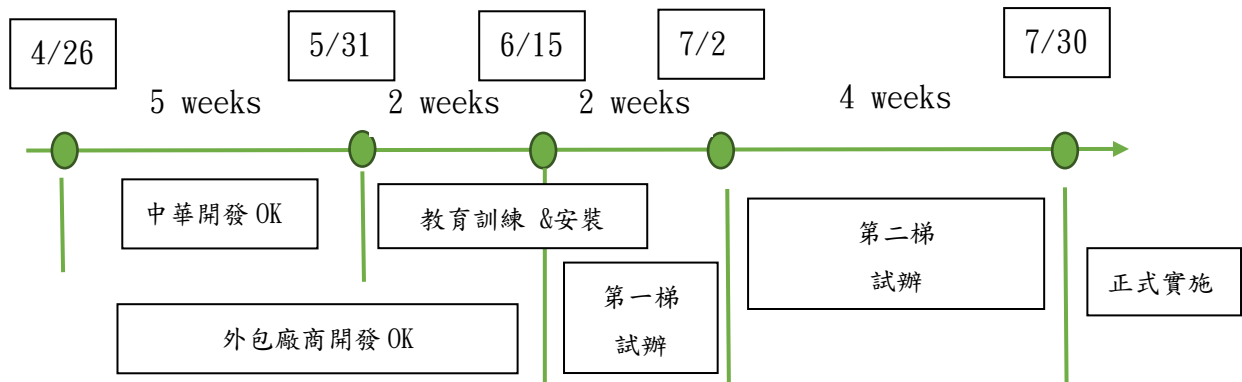 4/26
5/31
6/15
7/2
7/30
5 weeks
2 weeks
2 weeks
4 weeks
中華開發 OK
教育訓練 &安裝
第二梯
試辦
外包廠商開發 OK
第一梯
試辦
正式實施